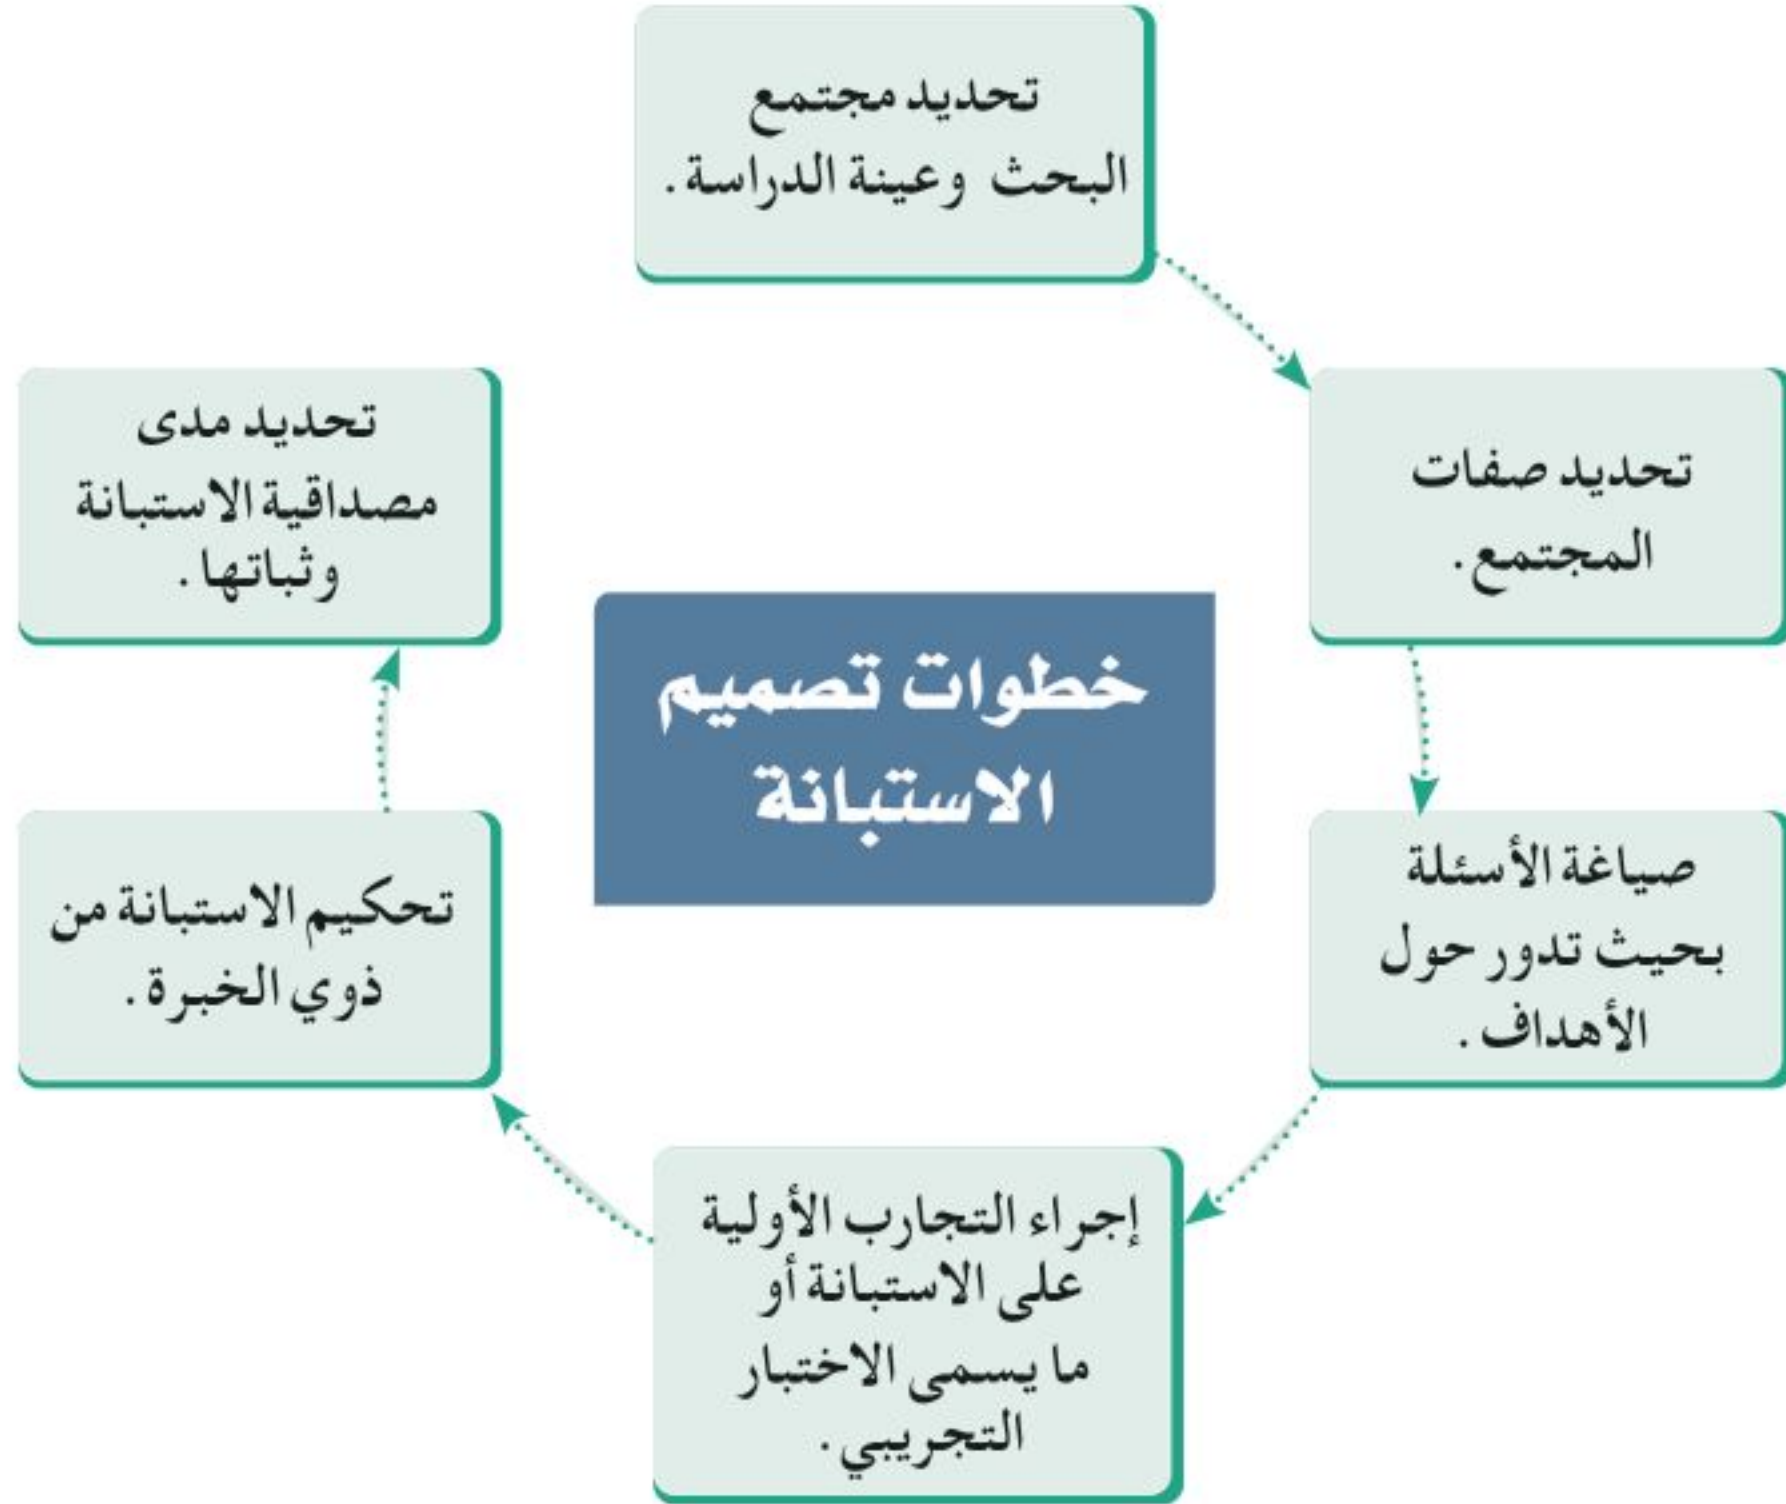 خطوات تصميم
الاستبانة
تحديد مجتمع
البحث وعينة الدراسة.
تحديد صفات
المجتمع.
صياغة الأسئلة
بحيث تدور حول
الأهداف.
إجراء التجارب الأولية
على الاستبانة أو
ما يسمى الاختبار
التجريبي.
تحكيم الاستبانة من
ذوي الخبرة.
تحديد مدى
مصداقية الاستبانة
وثباتها.